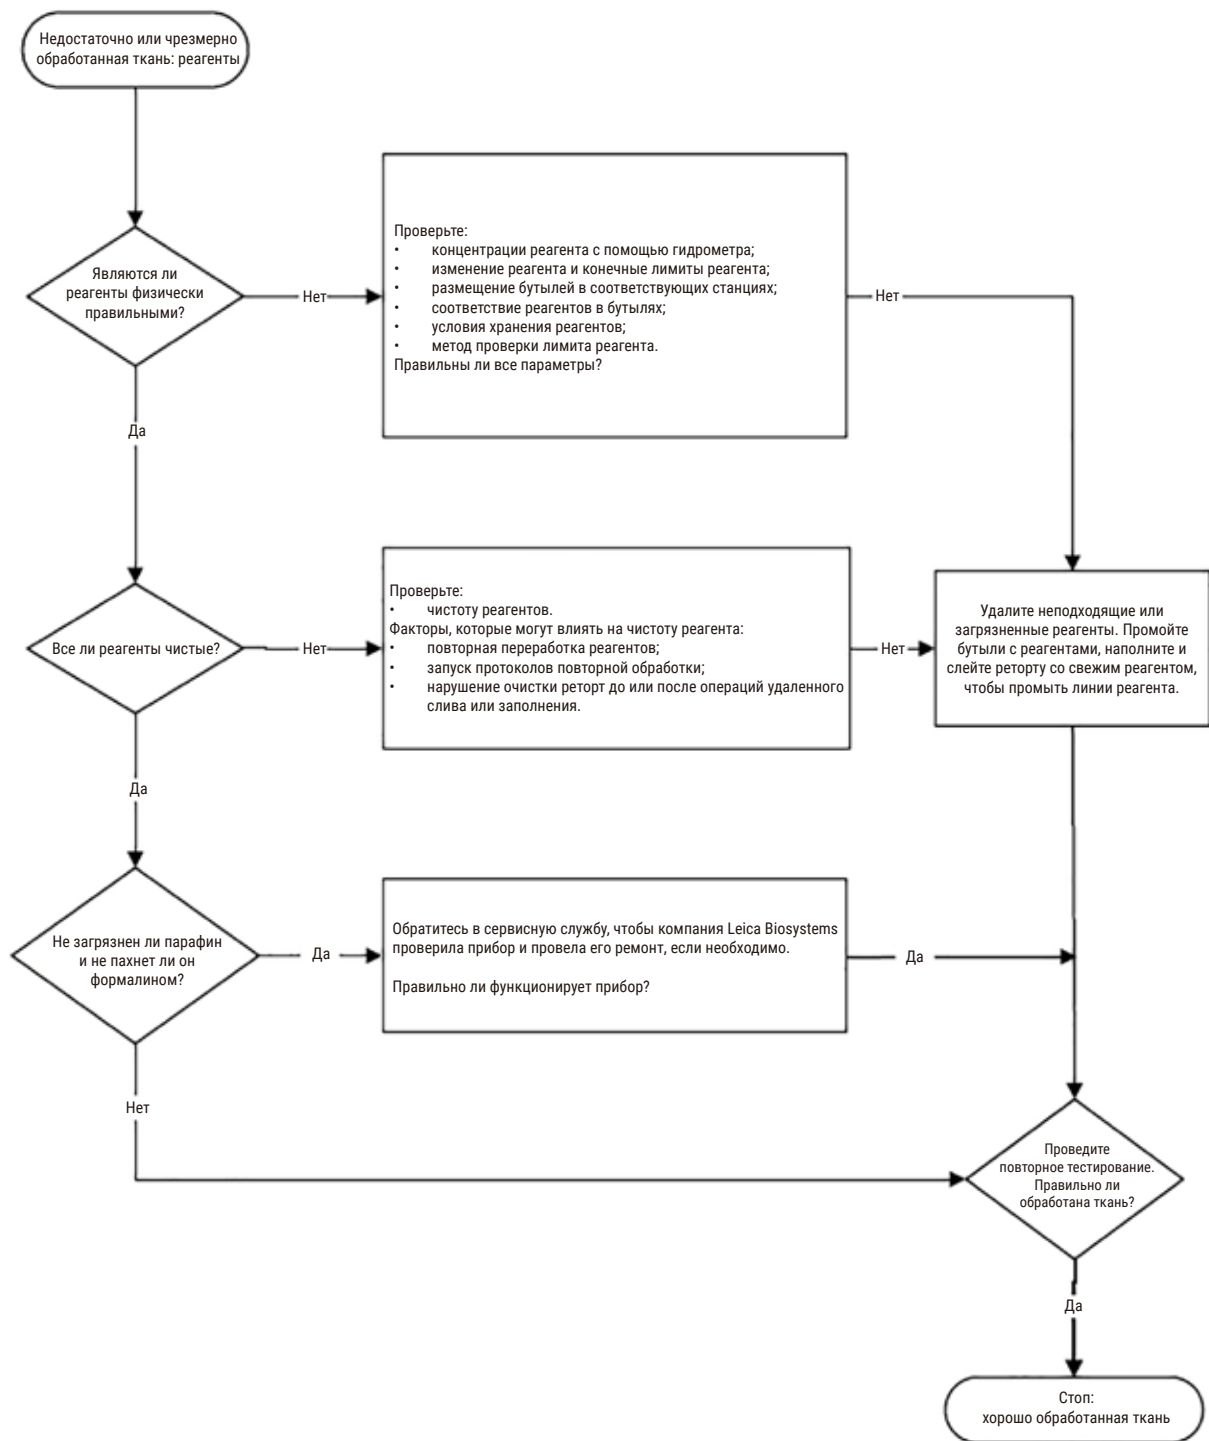 Недостаточно или чрезмерно
обработанная ткань: реагенты
Являются ли
реагенты физически
правильными?
Нет
Проверьте:
• концентрации реагента с помощью гидрометра;
• изменение реагента и конечные лимиты реагента;
• размещение бутылей в соответствующих станциях;
• соответствие реагентов в бутылях;
• условия хранения реагентов;
• метод проверки лимита реагента.
Правильны ли все параметры?
Нет
Да
Все ли реагенты чистые?
Нет
Проверьте:
• чистоту реагентов.
Факторы, которые могут влиять на чистоту реагента:
• повторная переработка реагентов;
• запуск протоколов повторной обработки;
• нарушение очистки реторт до или после операций удаленного
слива или заполнения.
Нет
Удалите неподходящие или
загрязненные реагенты. Промойте
бутыли с реагентами, наполните и
слейте реторту со свежим реагентом,
чтобы промыть линии реагента.
Да
Не загрязнен ли парафин
и не пахнет ли он
формалином?
Да
Обратитесь в сервисную службу, чтобы компания Leica Biosystems
проверила прибор и провела его ремонт, если необходимо.
Правильно ли функционирует прибор?
Да
Нет
Проведите
повторное тестирование.
Правильно ли
обработана ткань?
Да
Стоп:
хорошо обработанная ткань